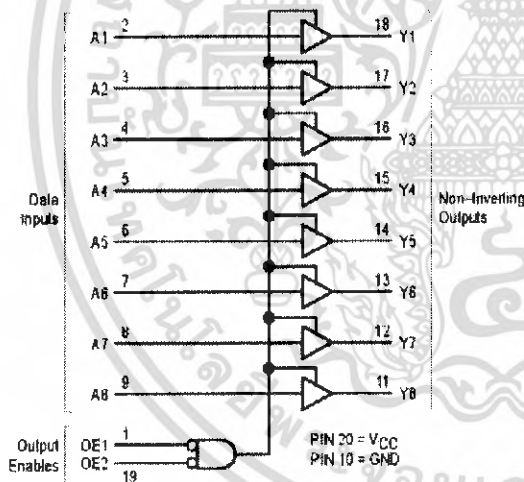 A1 2 18 Y1
A2 3 17 Y2
A3 4 16 Y3
A4 5 15 Y4
Data Inputs
Non-Inverting Outputs
A5 6 14 Y5
A6 7 13 Y6
A7 8 12 Y7
A8 9 11 Y8
Output Enables
OE1 1
OE2 19
PIN 20 = VCC
PIN 10 = GND